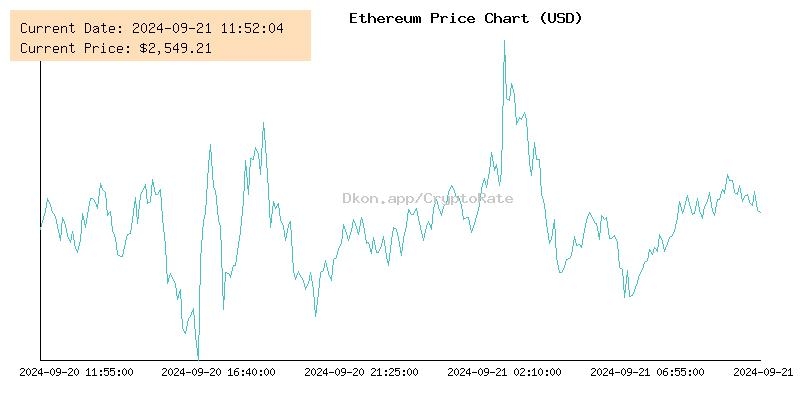 Ethereum Price Chart (USD)
Current Date: 2024-09-21 11:52:04
Current Price: $2,549.21
Dkon.app/CryptoRate
2024-09-20 11:55:00 2024-09-20 16:40:00 2024-09-20 21:25:00 2024-09-21 02:10:00 2024-09-21 06:55:00 2024-09-21